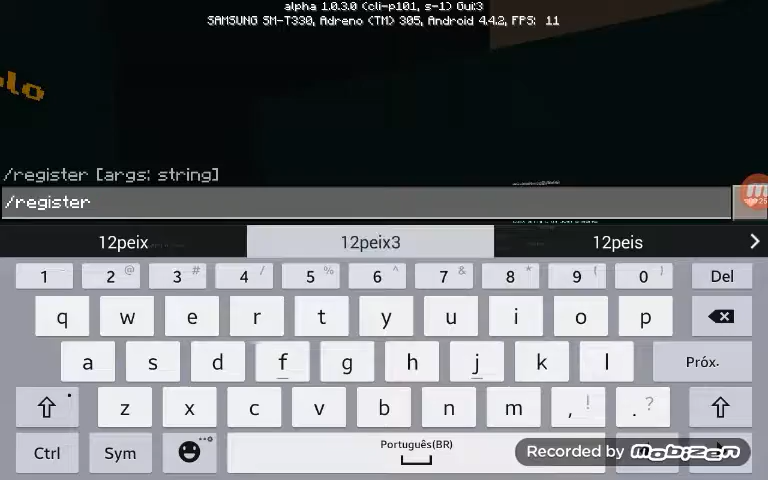 alpha 1.0.3.0 (cli-p101, s-1) Gui:3
SAMSUNG SM-T330, Adreno (TM) 305, Android 4.4.2, FPS: 11
lo
/register [args: string]
/register
12peix 12peix3 12peis >
1 2 @ 3 # 4 / 5 % 6 ^ 7 & 8 * 9 ( 0 ) Del
q w e r t y u i o p
a s d f g h j k l Próx.
z x c v b n m , ! . ?
Ctrl Sym Português(BR)
Recorded by Mobizen